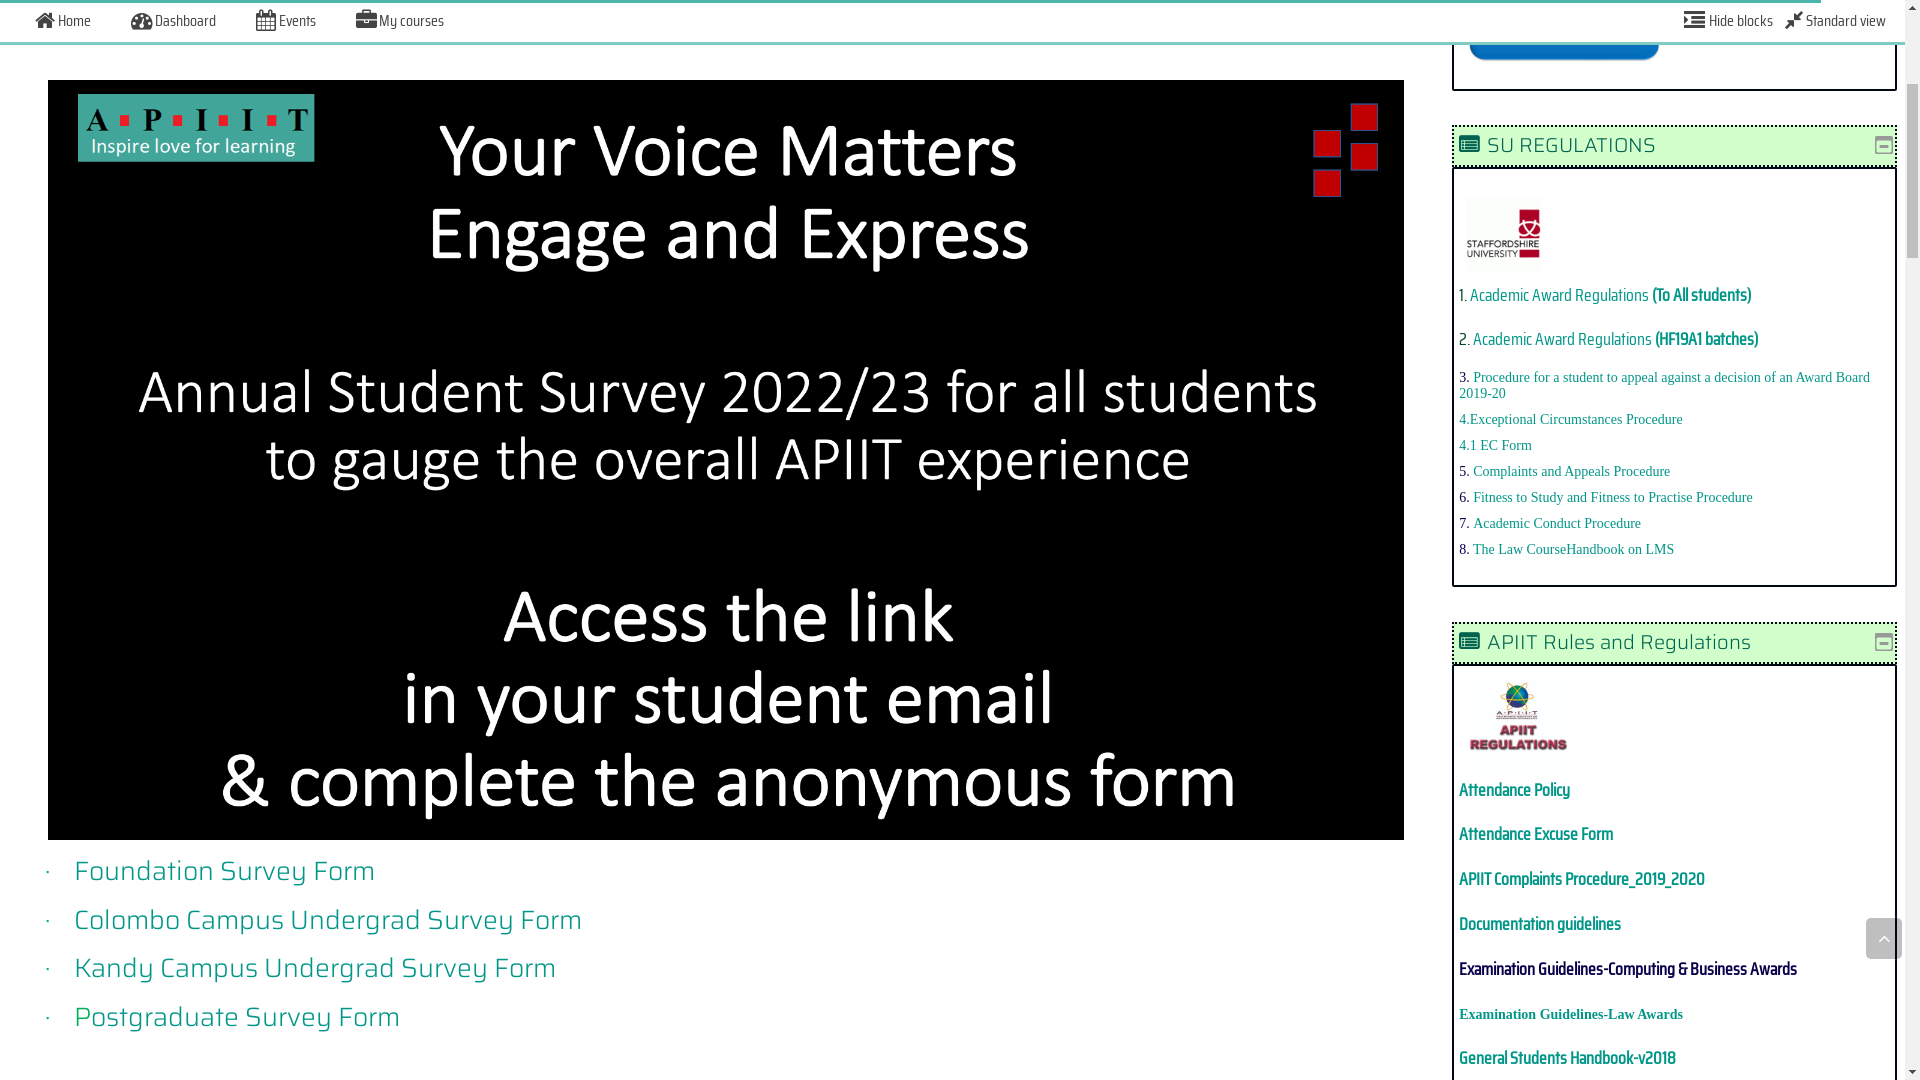 Home
Dashboard
Events
My courses
Hide blocks
Standard view
A P I I T
Inspire love for learning
Your Voice Matters
Engage and Express
Annual Student Survey 2022/23 for all students
to gauge the overall APIIT experience
Access the link
in your student email
& complete the anonymous form
· Foundation Survey Form
· Colombo Campus Undergrad Survey Form
· Kandy Campus Undergrad Survey Form
· Postgraduate Survey Form
SU REGULATIONS
STAFFORDSHIRE
UNIVERSITY
1. Academic Award Regulations (To All students)
2. Academic Award Regulations (HF19A1 batches)
3. Procedure for a student to appeal against a decision of an Award Board
2019-20
4.Exceptional Circumstances Procedure
4.1 EC Form
5. Complaints and Appeals Procedure
6. Fitness to Study and Fitness to Practise Procedure
7. Academic Conduct Procedure
8. The Law CourseHandbook on LMS
APIIT Rules and Regulations
A·P·I·I·T
APIIT
REGULATIONS
Attendance Policy
Attendance Excuse Form
APIIT Complaints Procedure_2019_2020
Documentation guidelines
Examination Guidelines-Computing & Business Awards
Examination Guidelines-Law Awards
General Students Handbook-v2018